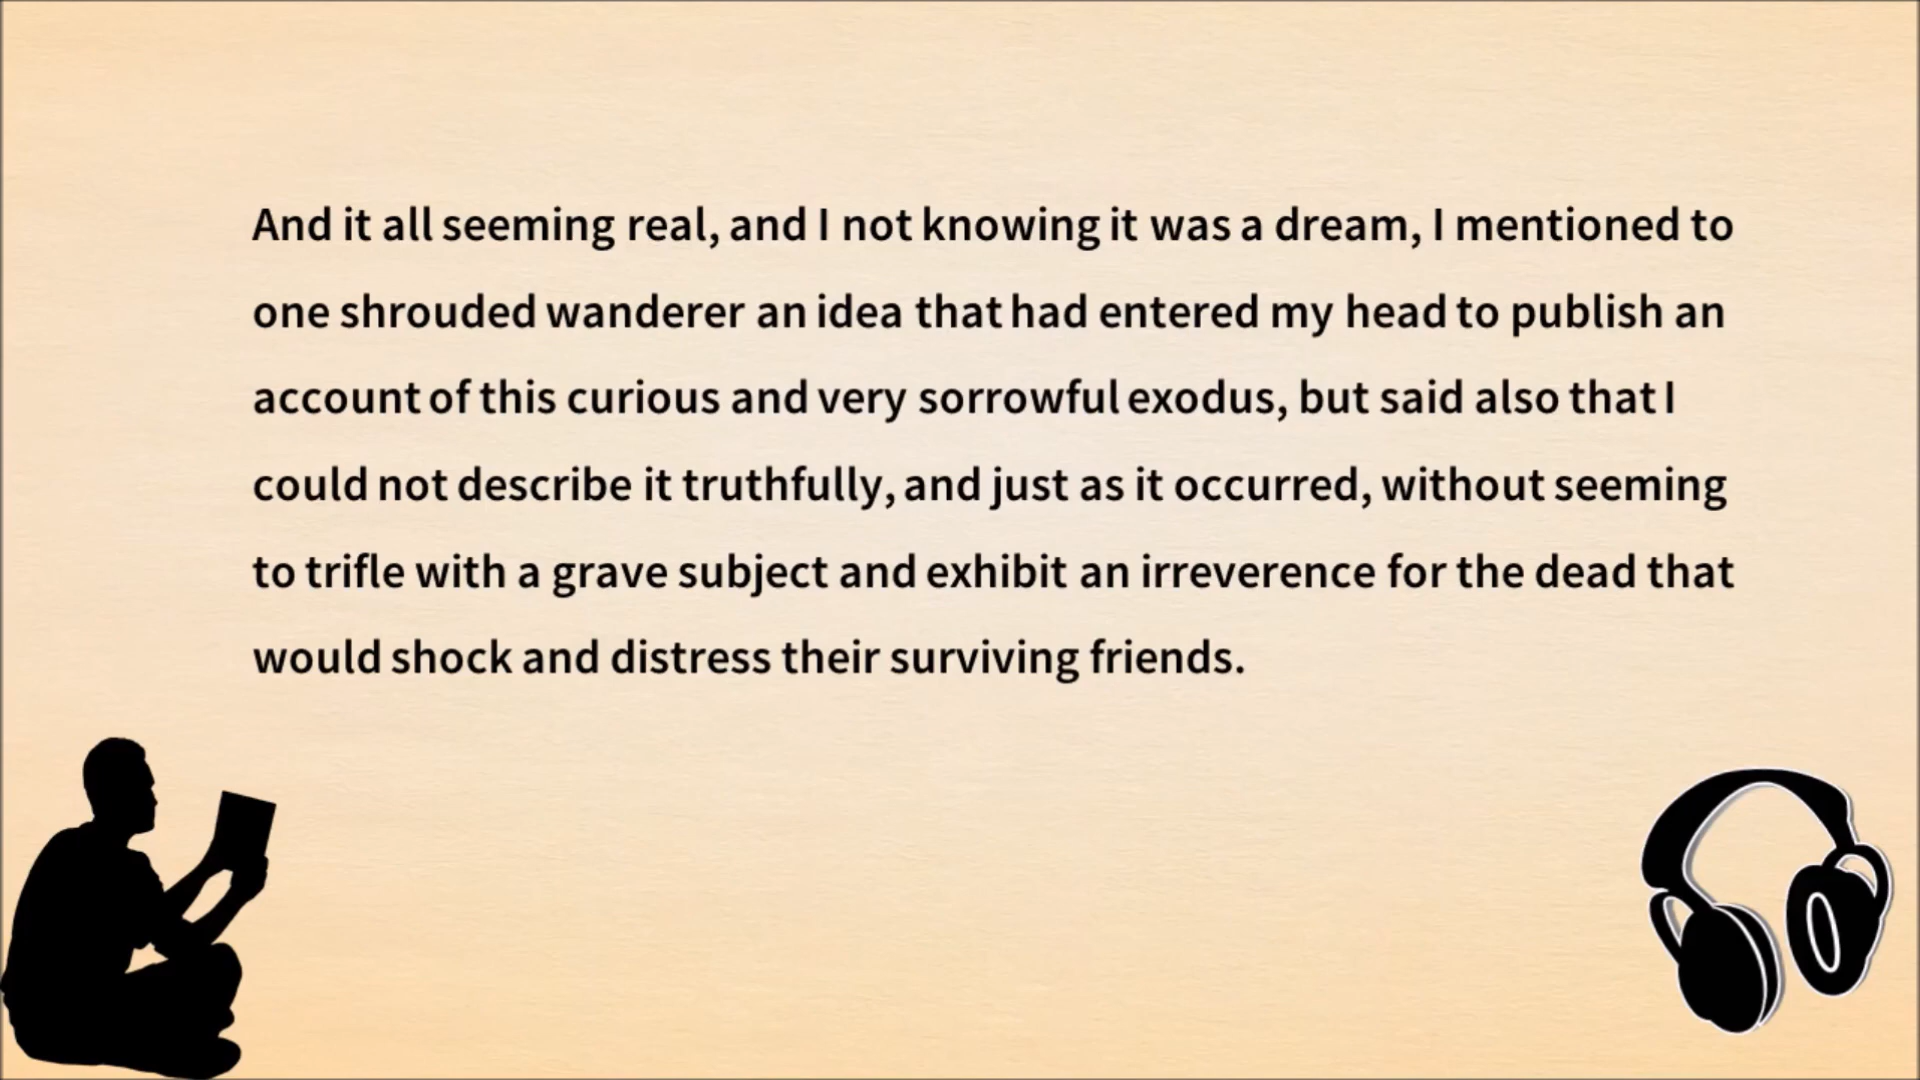 And it all seeming real, and I not knowing it was a dream, I mentioned to
one shrouded wanderer an idea that had entered my head to publish an
account of this curious and very sorrowful exodus, but said also that I
could not describe it truthfully, and just as it occurred, without seeming
to trifle with a grave subject and exhibit an irreverence for the dead that
would shock and distress their surviving friends.